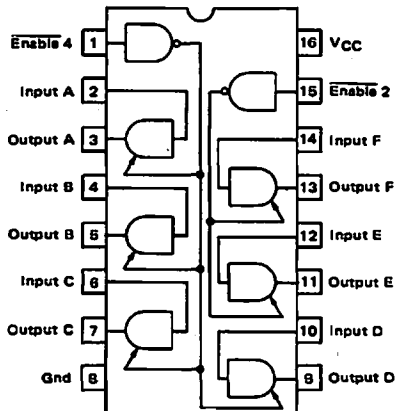 Enable 4 1
Input A 2
Output A 3
Input B 4
Output B 5
Input C 6
Output C 7
Gnd 8
16 VCC
15 Enable 2
14 Input F
13 Output F
12 Input E
11 Output E
10 Input D
9 Output D